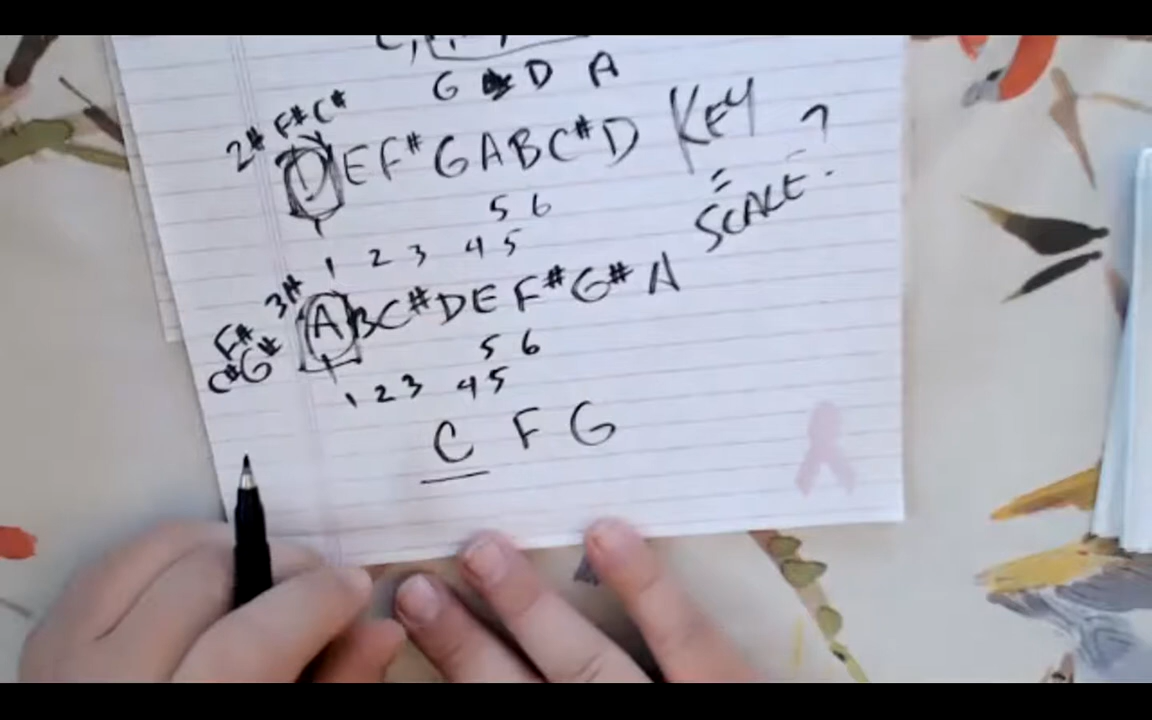 G D A
2# F# C#
D E F# G A B C# D KEY
= SCALE ?
5 6
1 2 3 4 5
3#
F#
C# G#
A B C# D E F# G# A
5 6
1 2 3 4 5
C F G